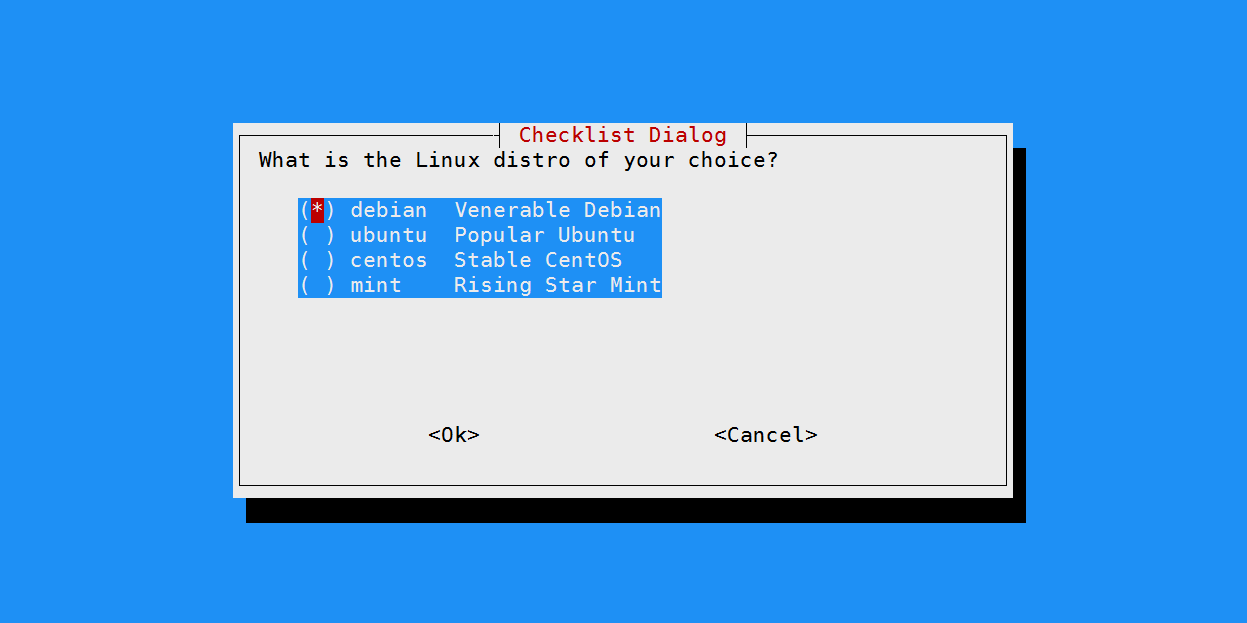 Checklist Dialog
What is the Linux distro of your choice?
(*) debian  Venerable Debian
( ) ubuntu  Popular Ubuntu
( ) centos  Stable CentOS
( ) mint    Rising Star Mint
<Ok> <Cancel>